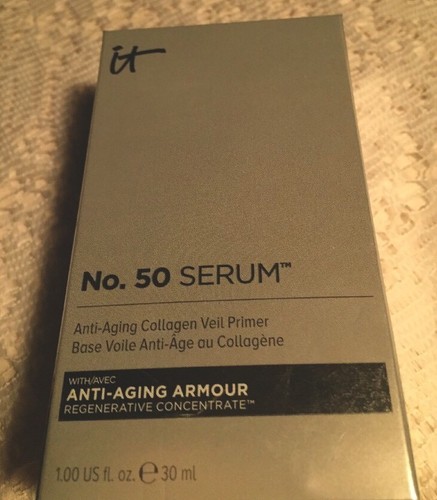 it
No. 50 SERUM™
Anti-Aging Collagen Veil Primer
Base Voile Anti-Âge au Collagène
WITH/AVEC
ANTI-AGING ARMOUR
REGENERATIVE CONCENTRATE™
1.00 US fl. oz. ℮ 30 ml